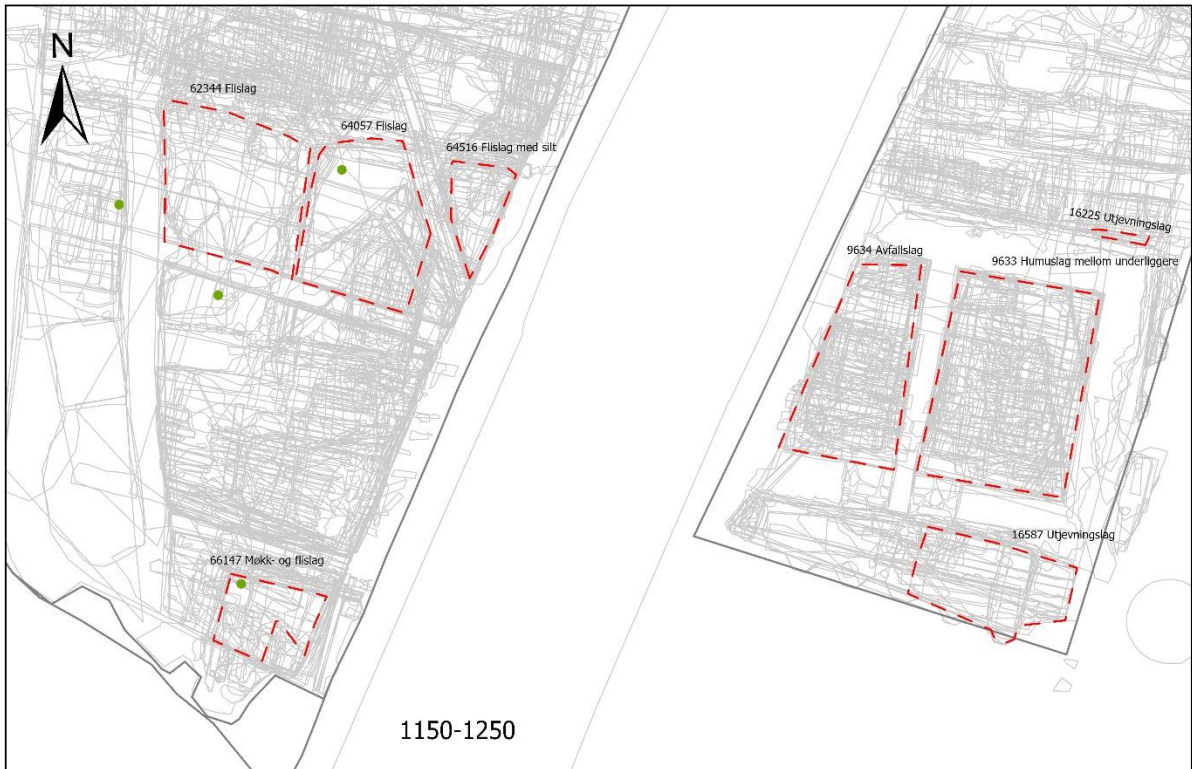 N
62344 Flislag
64057 Flislag
64516 Flislag med silt
16225 Utjevningslag
9634 Avfallslag
9633 Humuslag mellom underliggere
16587 Utjevningslag
66147 Møkk- og flislag
1150-1250